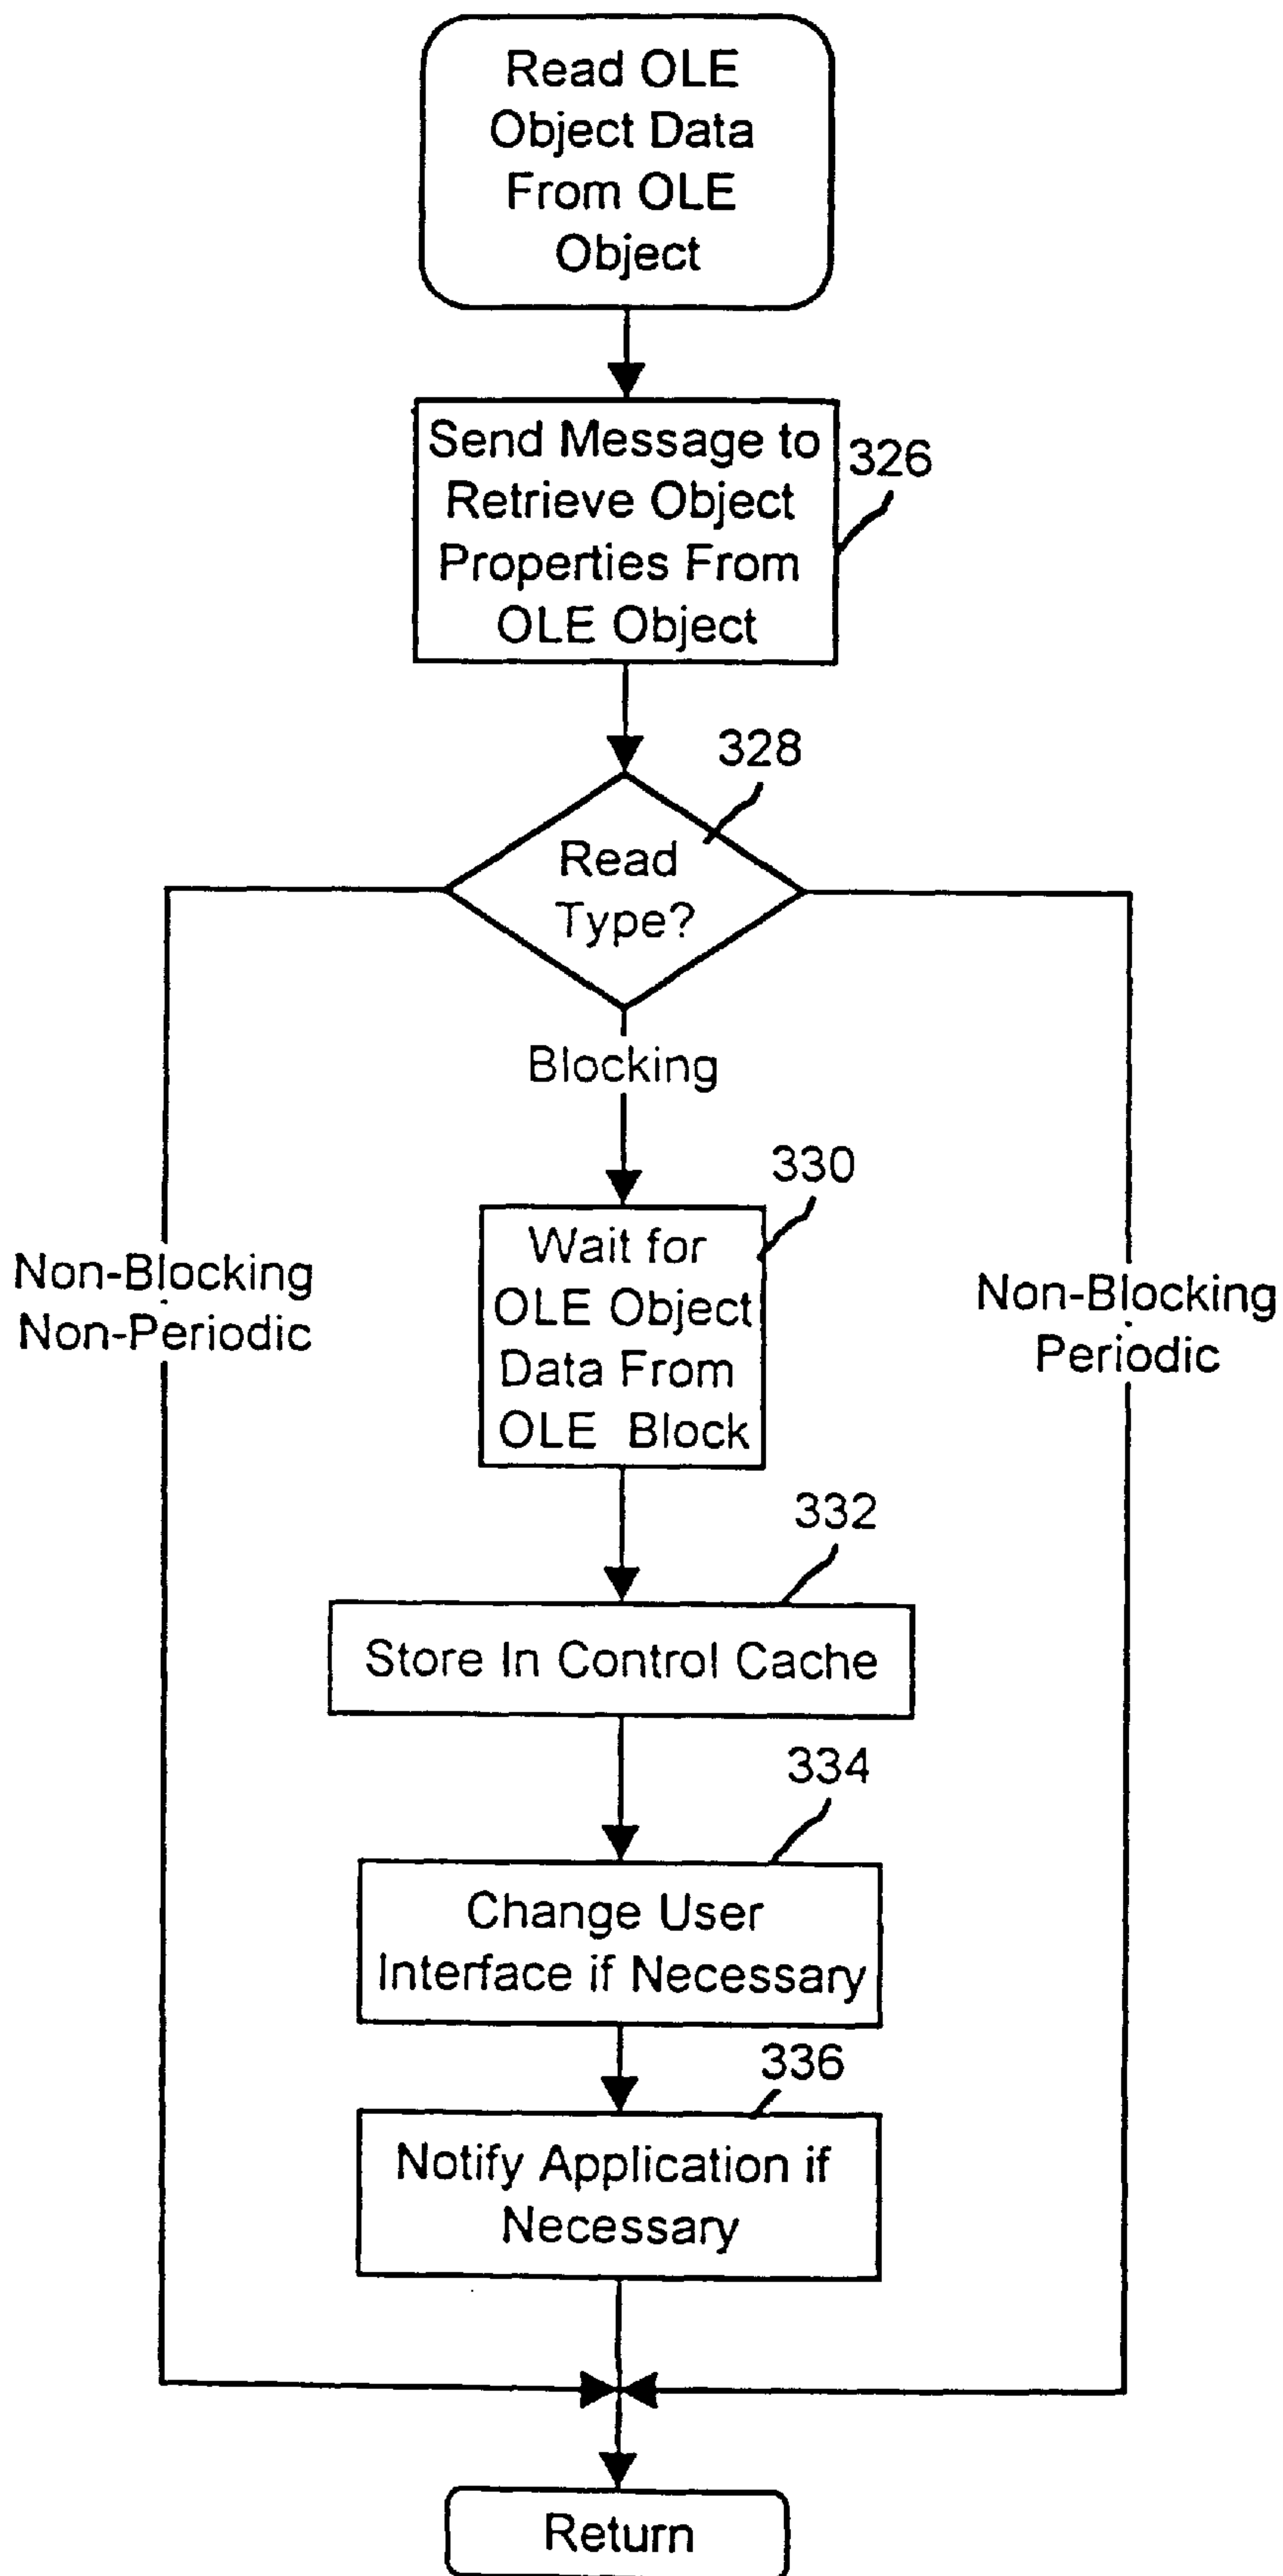 Read OLE
Object Data
From OLE
Object
Send Message to
Retrieve Object
Properties From
OLE Object
326
328
Read
Type?
Blocking
Non-Blocking
Non-Periodic
Non-Blocking
Periodic
330
Wait for
OLE Object
Data From
OLE Block
332
Store In Control Cache
334
Change User
Interface if Necessary
336
Notify Application if
Necessary
Return